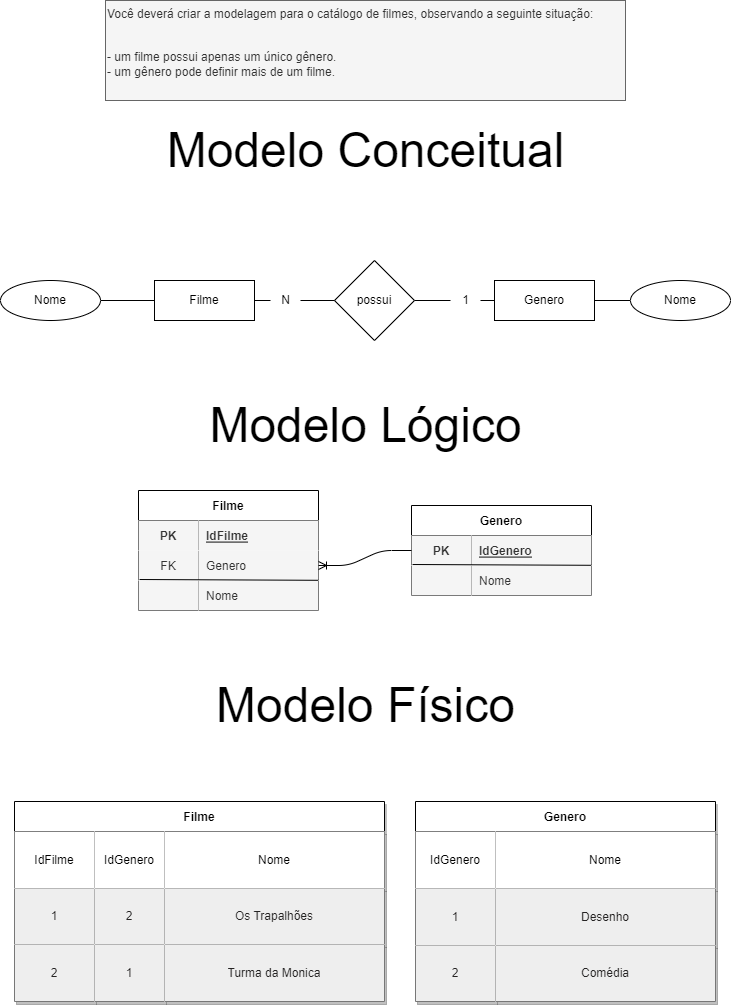 Você deverá criar a modelagem para o catálogo de filmes, observando a seguinte situação:
- um filme possui apenas um único gênero.
- um gênero pode definir mais de um filme.
Modelo Conceitual
Nome Filme N possui 1 Genero Nome
Modelo Lógico
Filme
PK IdFilme
FK Genero
Nome
Genero
PK IdGenero
Nome
Modelo Físico
Filme
IdFilme IdGenero Nome
1 2 Os Trapalhões
2 1 Turma da Monica
Genero
IdGenero Nome
1 Desenho
2 Comédia